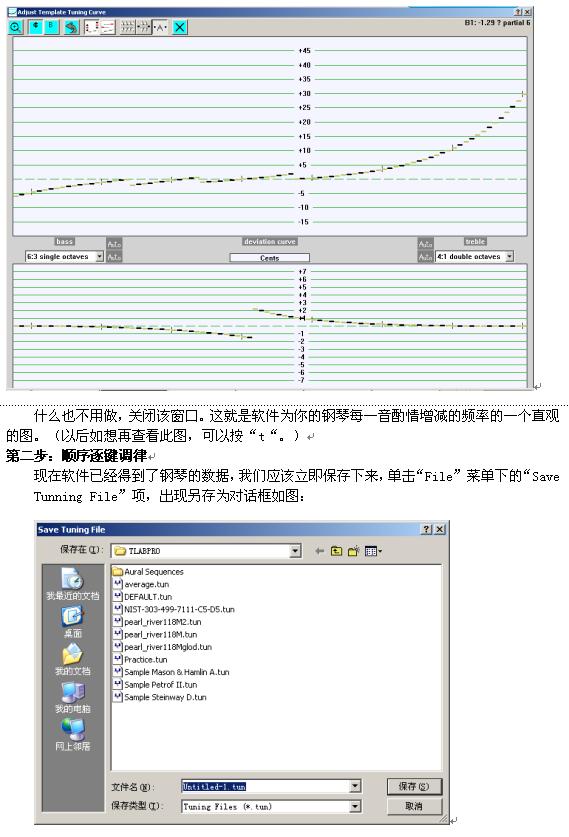 Adjust Template Tuning Curve
B1: -1.29 ? partial 6
+45
+40
+35
+30
+25
+20
+15
+10
+5
-5
-10
-15
bass
Auto
deviation curve
Auto
treble
6:3 single octaves
Auto
Cents
Auto
4:1 double octaves
+7
+6
+5
+4
+3
+2
+1
-1
-2
-3
-4
-5
-6
-7
什么也不用做，关闭该窗口。这就是软件为你的钢琴每一音酌情增减的频率的一个直观
的图。（以后如想再查看此图，可以按“t“。）
第二步：顺序逐键调律
现在软件已经得到了钢琴的数据，我们应该立即保存下来，单击“File”菜单下的“Save
Tunning File”项，出现另存为对话框如图：
Save Tuning File
保存在(I):
TLABPRO
我最近的文档
桌面
我的文档
我的电脑
网上邻居
Aural Sequences
average.tun
DEFAULT.tun
NIST-303-499-7111-C5-D5.tun
pearl_river118M2.tun
pearl_river118M.tun
pearl_river118Mglod.tun
Practice.tun
Sample Mason & Hamlin A.tun
Sample Petrof II.tun
Sample Steinway D.tun
文件名(N):
Untitled-1.tun
保存(S)
保存类型(T):
Tuning Files (*.tun)
取消